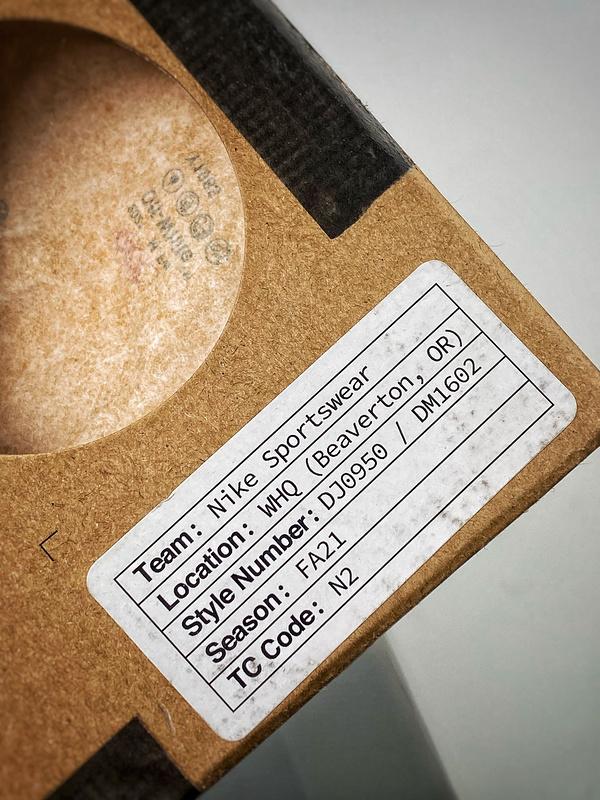 Team: Nike Sportswear
Location: WHQ (Beaverton, OR)
Style Number: DJ0950 / DM1602
Season: FA21
TC Code: N2